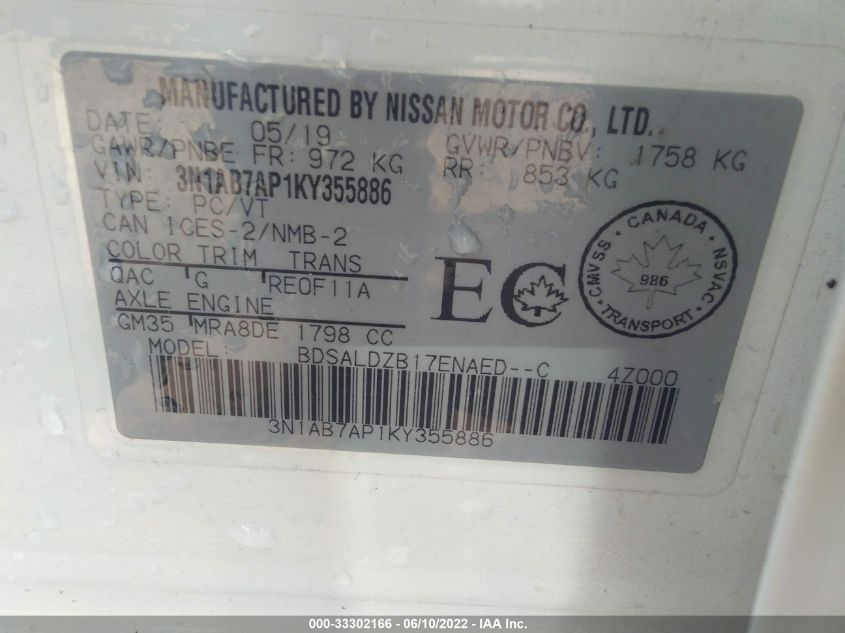 MANUFACTURED BY NISSAN MOTOR CO., LTD.
DATE: 05/19 GVWR/PNBV: 1758 KG
GAWR/PNBE FR: 972 KG RR: 853 KG
VIN: 3N1AB7AP1KY355886
TYPE: PC/VT
CAN ICES-2/NMB-2
COLOR TRIM TRANS
QAC G RE0F11A
AXLE ENGINE
GM35 MRA8DE 1798 CC
MODEL: BDSALDZB17ENAED--C 4Z000
3N1AB7AP1KY355886
EC
CANADA
CMVSS NSVAC
986
TRANSPORT
000-33302166 - 06/10/2022 - IAA Inc.